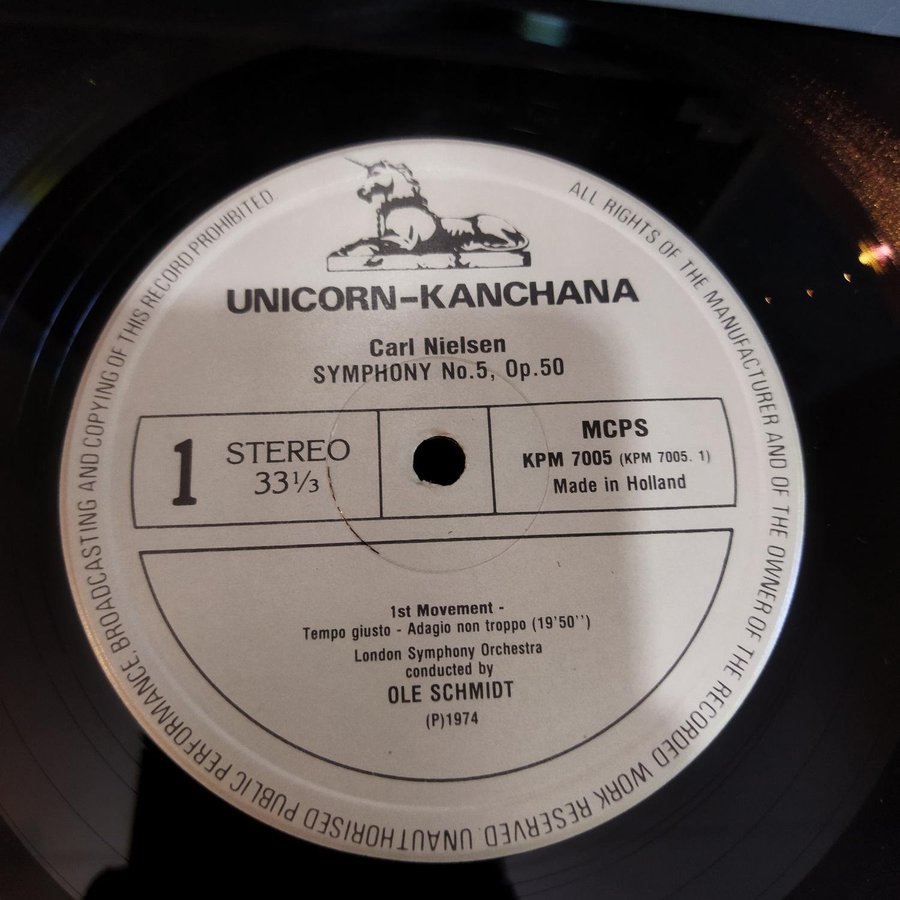 UNICORN-KANCHANA
Carl Nielsen
SYMPHONY No.5, Op.50
1
STEREO
33⅓
MCPS
KPM 7005 (KPM 7005. 1)
Made in Holland
1st Movement -
Tempo giusto - Adagio non troppo (19'50'')
London Symphony Orchestra
conducted by
OLE SCHMIDT
(P)1974
ALL RIGHTS OF THE MANUFACTURER AND OF THE OWNER OF THE RECORDED WORK RESERVED. UNAUTHORISED PUBLIC PERFORMANCE, BROADCASTING AND COPYING OF THIS RECORD PROHIBITED